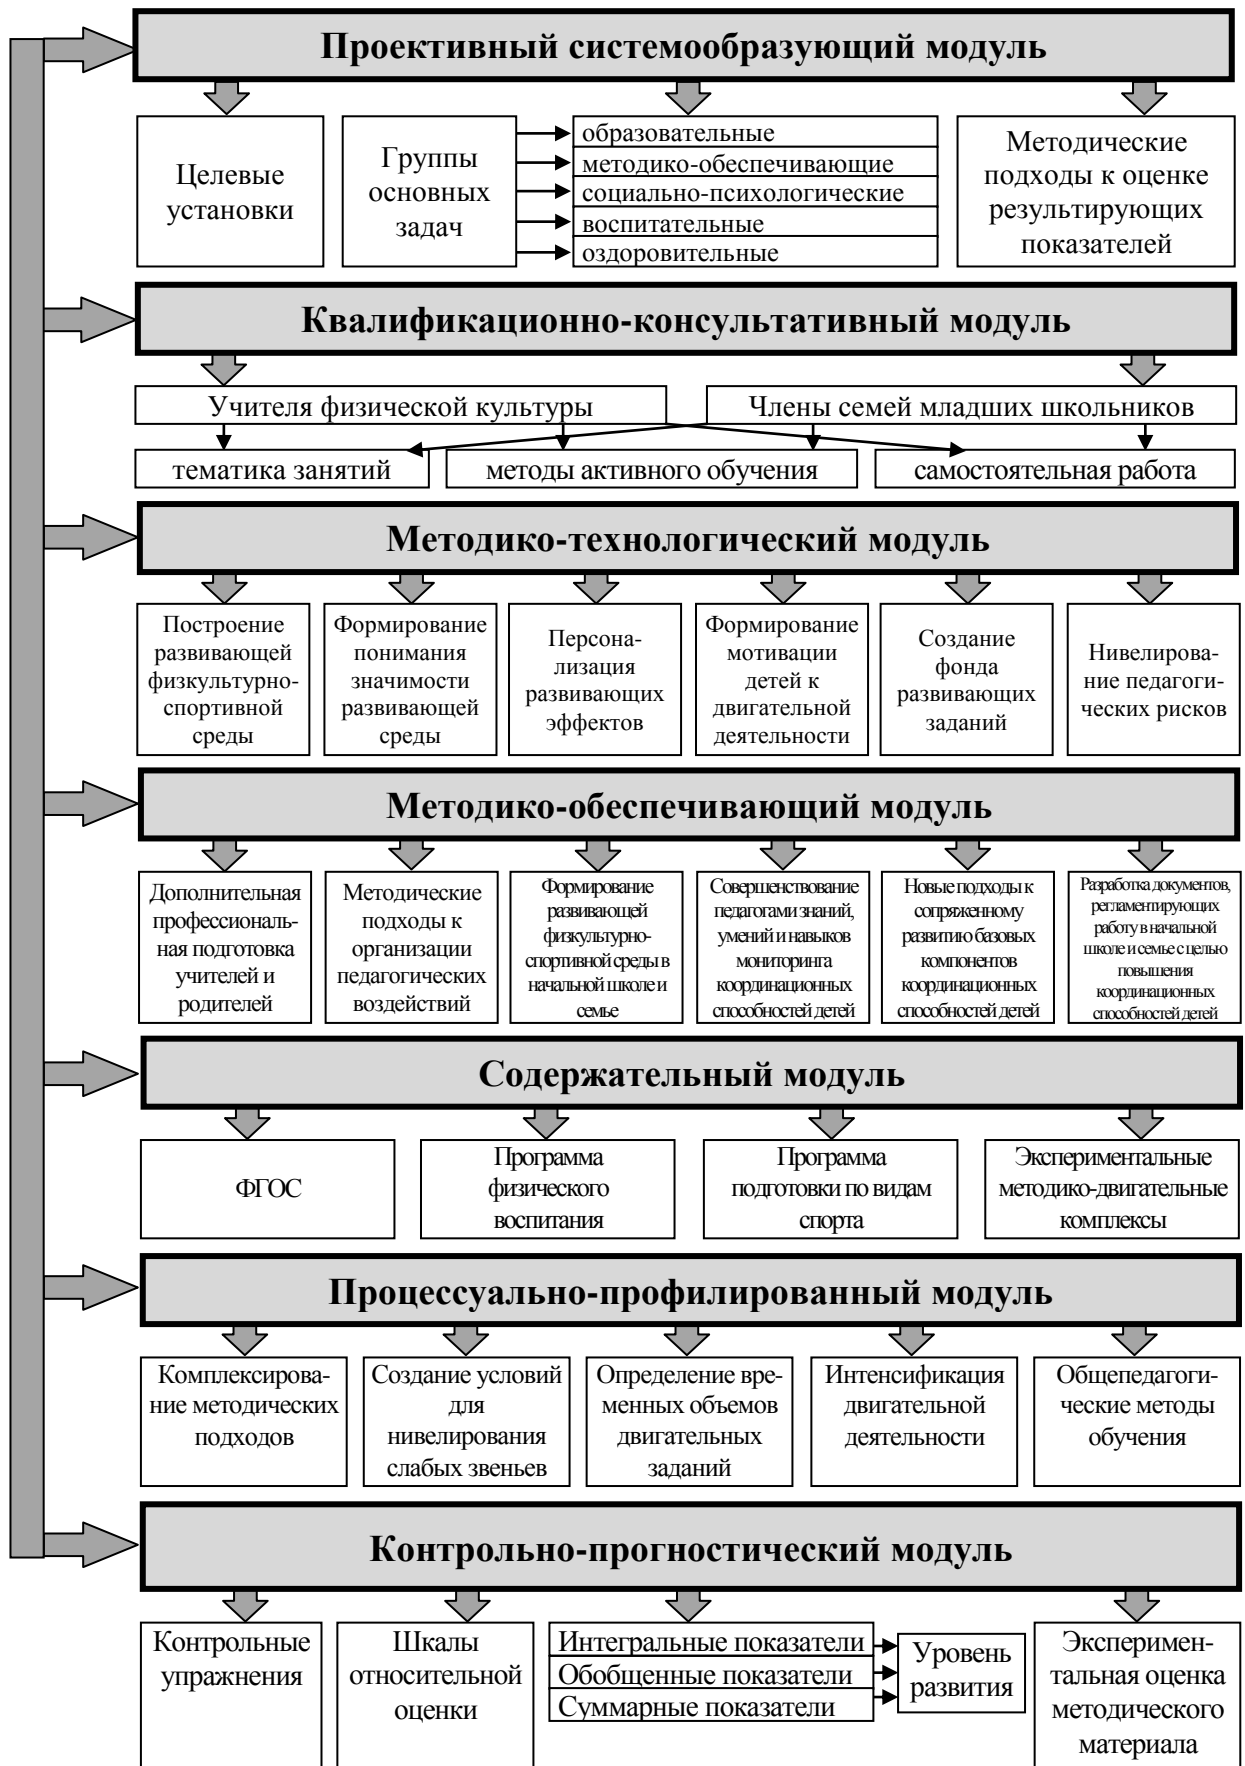 Проективный системообразующий модуль
Целевые
установки
Группы
основных
задач
образовательные
методико-обеспечивающие
социально-психологические
воспитательные
оздоровительные
Методические
подходы к оценке
результирующих
показателей
Квалификационно-консультативный модуль
Учителя физической культуры
Члены семей младших школьников
тематика занятий
методы активного обучения
самостоятельная работа
Методико-технологический модуль
Построение
развивающей
физкультурно-
спортивной
среды
Формирование
понимания
значимости
развивающей
среды
Персона-
лизация
развивающих
эффектов
Формирование
мотивации
детей к
двигательной
деятельности
Создание
фонда
развивающих
заданий
Нивелирова-
ние педагоги-
ческих рисков
Методико-обеспечивающий модуль
Дополнительная
профессиональ-
ная подготовка
учителей и
родителей
Методические
подходы к
организации
педагогических
воздействий
Формирование
развивающей
физкультурно-
спортивной среды в
начальной школе и
семье
Совершенствование
педагогами знаний,
умений и навыков
мониторинга
координационных
способностей детей
Новые подходы к
сопряженному
развитию базовых
компонентов
координационных
способностей детей
Разработка документов,
регламентирующих
работу в начальной
школе и семье с целью
повышения
координационных
способностей детей
Содержательный модуль
ФГОС
Программа
физического
воспитания
Программа
подготовки по видам
спорта
Экспериментальные
методико-двигательные
комплексы
Процессуально-профилированный модуль
Комплексирова-
ние методических
подходов
Создание условий
для
нивелирования
слабых звеньев
Определение вре-
менных объемов
двигательных
заданий
Интенсификация
двигательной
деятельности
Общепедагоги-
ческие методы
обучения
Контрольно-прогностический модуль
Контрольные
упражнения
Шкалы
относительной
оценки
Интегральные показатели
Обобщенные показатели
Суммарные показатели
Уровень
развития
Эксперимен-
тальная оценка
методического
материала